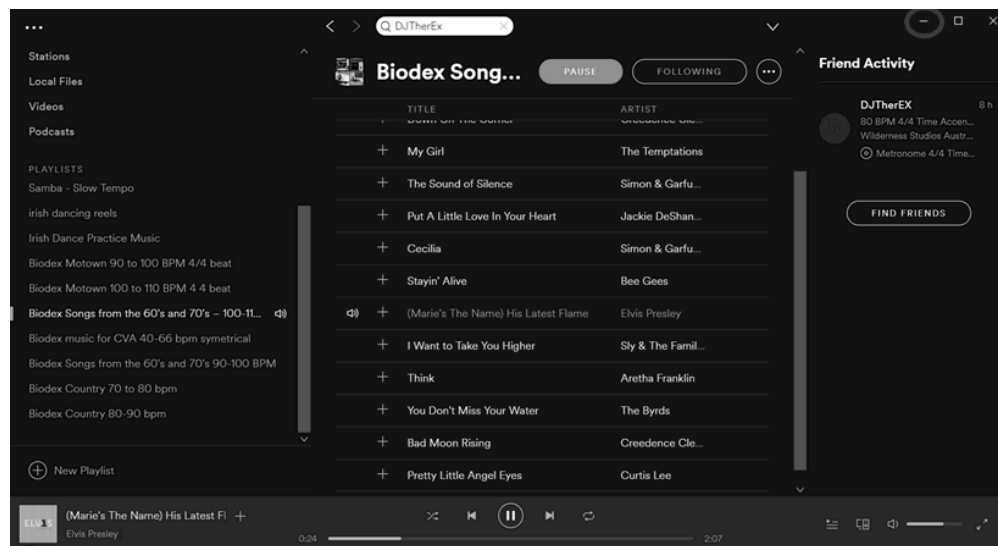 DJTherEx
Stations
Local Files
Videos
Podcasts
PLAYLISTS
Samba - Slow Tempo
irish dancing reels
Irish Dance Practice Music
Biodex Motown 90 to 100 BPM 4/4 beat
Biodex Motown 100 to 110 BPM 4 4 beat
Biodex Songs from the 60's and 70's – 100-11...
Biodex music for CVA 40-66 bpm symetrical
Biodex Songs from the 60's and 70's 90-100 BPM
Biodex Country 70 to 80 bpm
Biodex Country 80-90 bpm
New Playlist
Biodex Song... PAUSE FOLLOWING
TITLE ARTIST
Down On The Corner Creedence Cle...
My Girl The Temptations
The Sound of Silence Simon & Garfu...
Put A Little Love In Your Heart Jackie DeShan...
Cecilia Simon & Garfu...
Stayin' Alive Bee Gees
(Marie's The Name) His Latest Flame Elvis Presley
I Want to Take You Higher Sly & The Famil...
Think Aretha Franklin
You Don't Miss Your Water The Byrds
Bad Moon Rising Creedence Cle...
Pretty Little Angel Eyes Curtis Lee
Friend Activity
DJTherEX 8 h
80 BPM 4/4 Time Accen...
Wilderness Studios Austr...
Metronome 4/4 Time...
FIND FRIENDS
ELV1S
(Marie's The Name) His Latest Fl
Elvis Presley
0:24 2:07